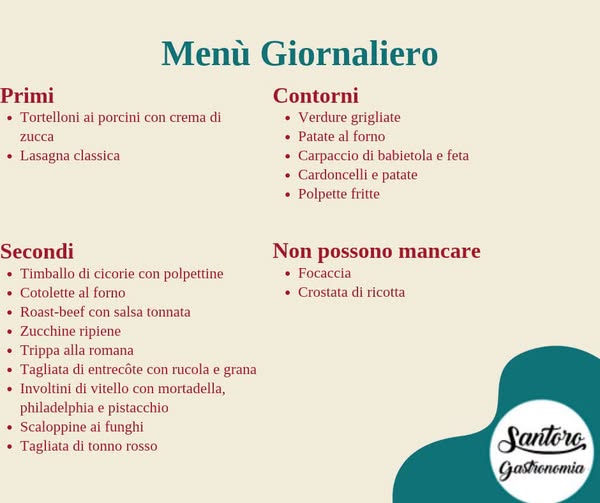 Menù Giornaliero
Primi
• Tortelloni ai porcini con crema di
zucca
• Lasagna classica
Contorni
• Verdure grigliate
• Patate al forno
• Carpaccio di babietola e feta
• Cardoncelli e patate
• Polpette fritte
Secondi
• Timballo di cicorie con polpettine
• Cotolette al forno
• Roast-beef con salsa tonnata
• Zucchine ripiene
• Trippa alla romana
• Tagliata di entrecôte con rucola e grana
• Involtini di vitello con mortadella,
philadelphia e pistacchio
• Scaloppine ai funghi
• Tagliata di tonno rosso
Non possono mancare
• Focaccia
• Crostata di ricotta
Santoro
Gastronomia